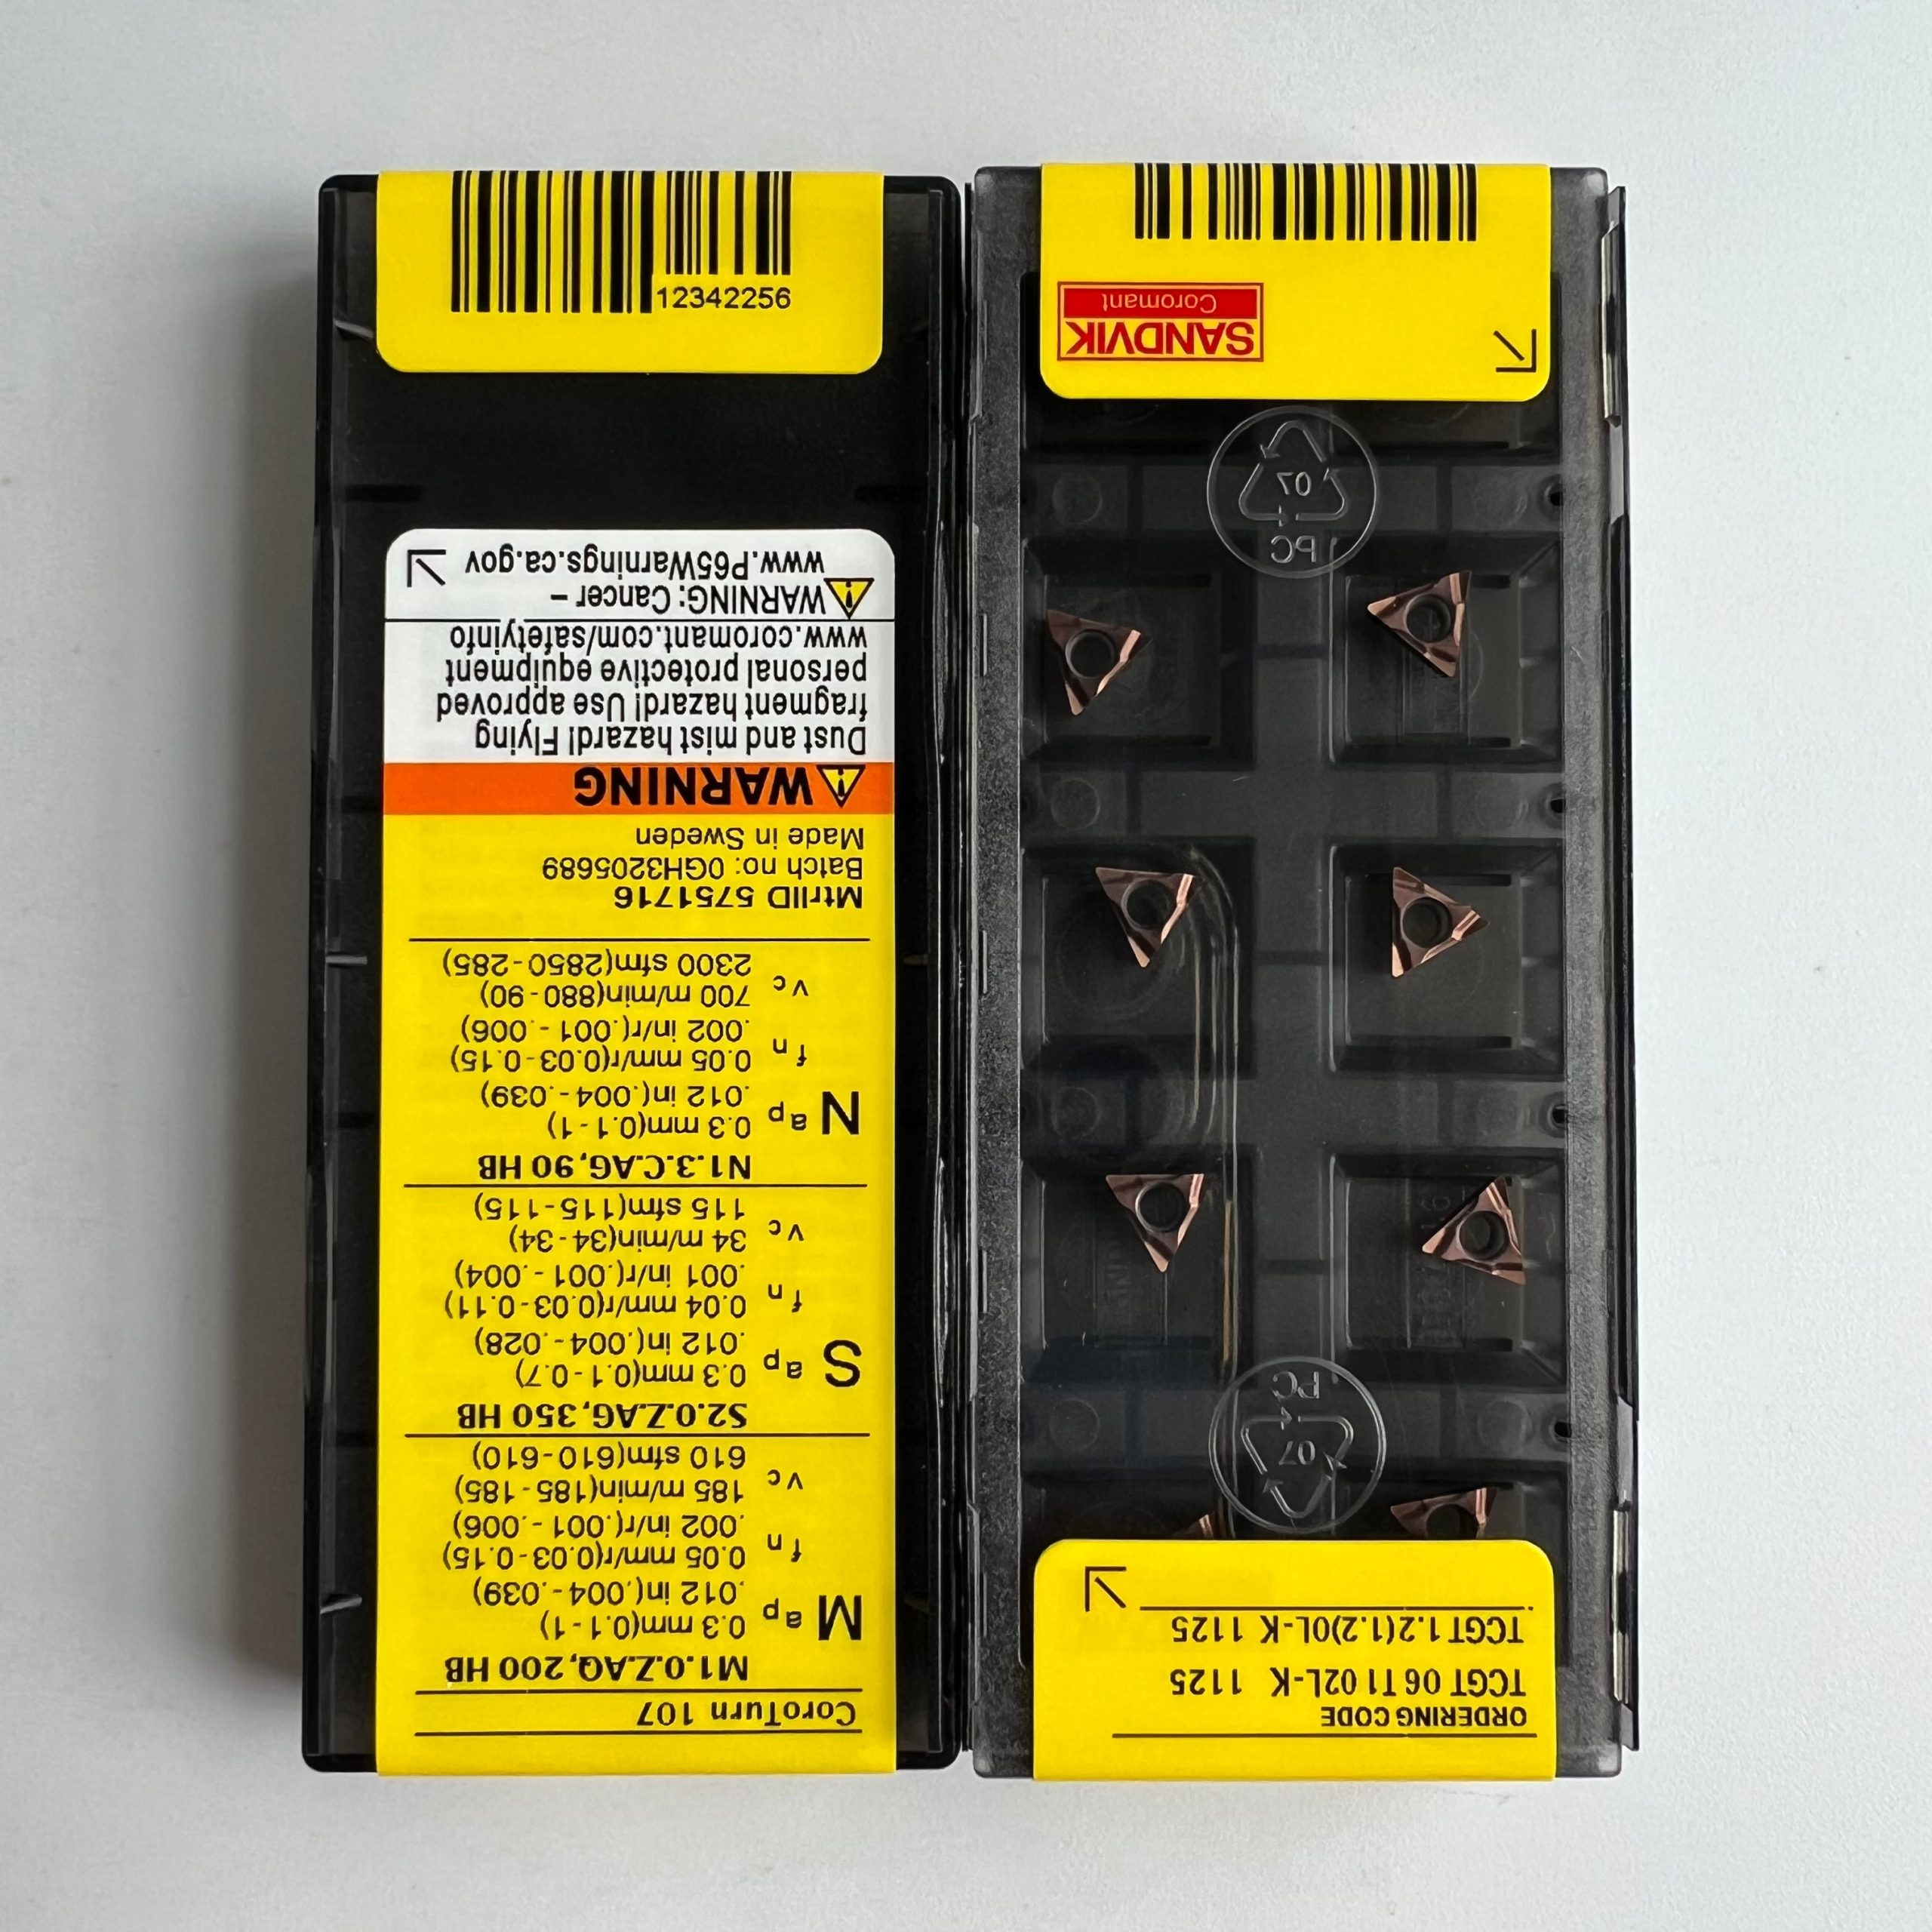 CoroTurn 107
M1.0.Z.AQ,200 HB
M ap 0.3 mm(0.1-1)
.012 in(.004-.039)
fn 0.05 mm/r(0.03-0.15)
.002 in/r(.001-.006)
vc 185 m/min(185-185)
610 sfm(610-610)
S2.0.Z.AG,350 HB
S ap 0.3 mm(0.1-0.7)
.012 in(.004-.028)
fn 0.04 mm/r(0.03-0.11)
.001 in/r(.001-.004)
vc 34 m/min(34-34)
115 sfm(115-115)
N1.3.C.AG,90 HB
N ap 0.3 mm(0.1-1)
.012 in(.004-.039)
fn 0.05 mm/r(0.03-0.15)
.002 in/r(.001-.006)
vc 700 m/min(880-90)
2300 sfm(2850-285)
MtrlID 5751716
Batch no: 0GH3205689
Made in Sweden
WARNING
Dust and mist hazard! Flying
fragment hazard! Use approved
personal protective equipment
www.coromant.com/safetyinfo
WARNING: Cancer –
www.P65Warnings.ca.gov
12342256
ORDERING CODE
TCGT 06 T1 02L-K 1125
TCGT1.2(1.2)0L-K 1125
PC
07
07
PC
SANDVIK
Coromant